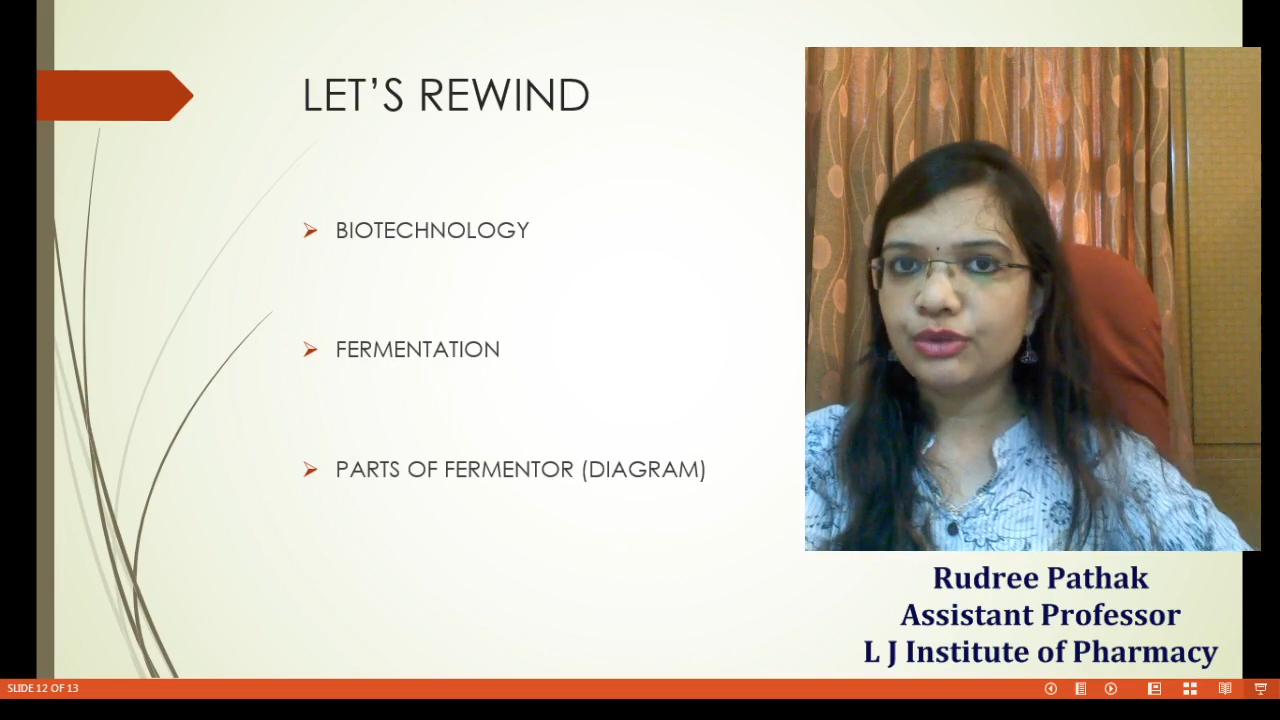 LET'S REWIND
BIOTECHNOLOGY
FERMENTATION
PARTS OF FERMENTOR (DIAGRAM)
Rudree Pathak
Assistant Professor
L J Institute of Pharmacy
SLIDE 12 OF 13